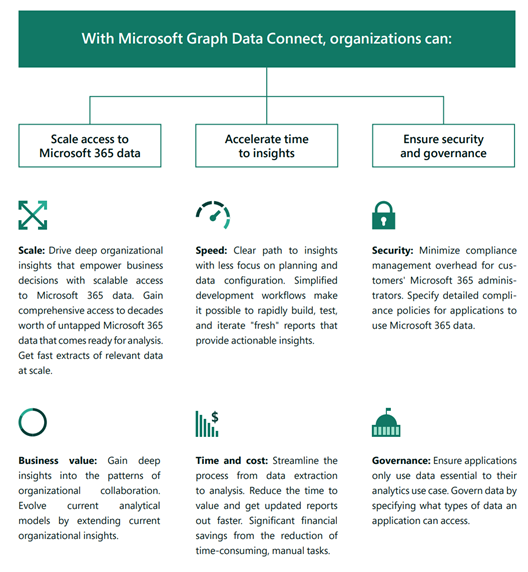 With Microsoft Graph Data Connect, organizations can:
Scale access to
Microsoft 365 data
Accelerate time
to insights
Ensure security
and governance
Scale: Drive deep organizational
insights that empower business
decisions with scalable access
to Microsoft 365 data. Gain
comprehensive access to decades
worth of untapped Microsoft 365
data that comes ready for analysis.
Get fast extracts of relevant data
at scale.
Speed: Clear path to insights
with less focus on planning and
data configuration. Simplified
development workflows make
it possible to rapidly build, test,
and iterate "fresh" reports that
provide actionable insights.
Security: Minimize compliance
management overhead for cus-
tomers' Microsoft 365 adminis-
trators. Specify detailed compli-
ance policies for applications to
use Microsoft 365 data.
$
Business value: Gain deep
insights into the patterns of
organizational collaboration.
Evolve current analytical
models by extending current
organizational insights.
Time and cost: Streamline the
process from data extraction
to analysis. Reduce the time to
value and get updated reports
out faster. Significant financial
savings from the reduction of
time-consuming, manual tasks.
Governance: Ensure applications
only use data essential to their
analytics use case. Govern data by
specifying what types of data an
application can access.